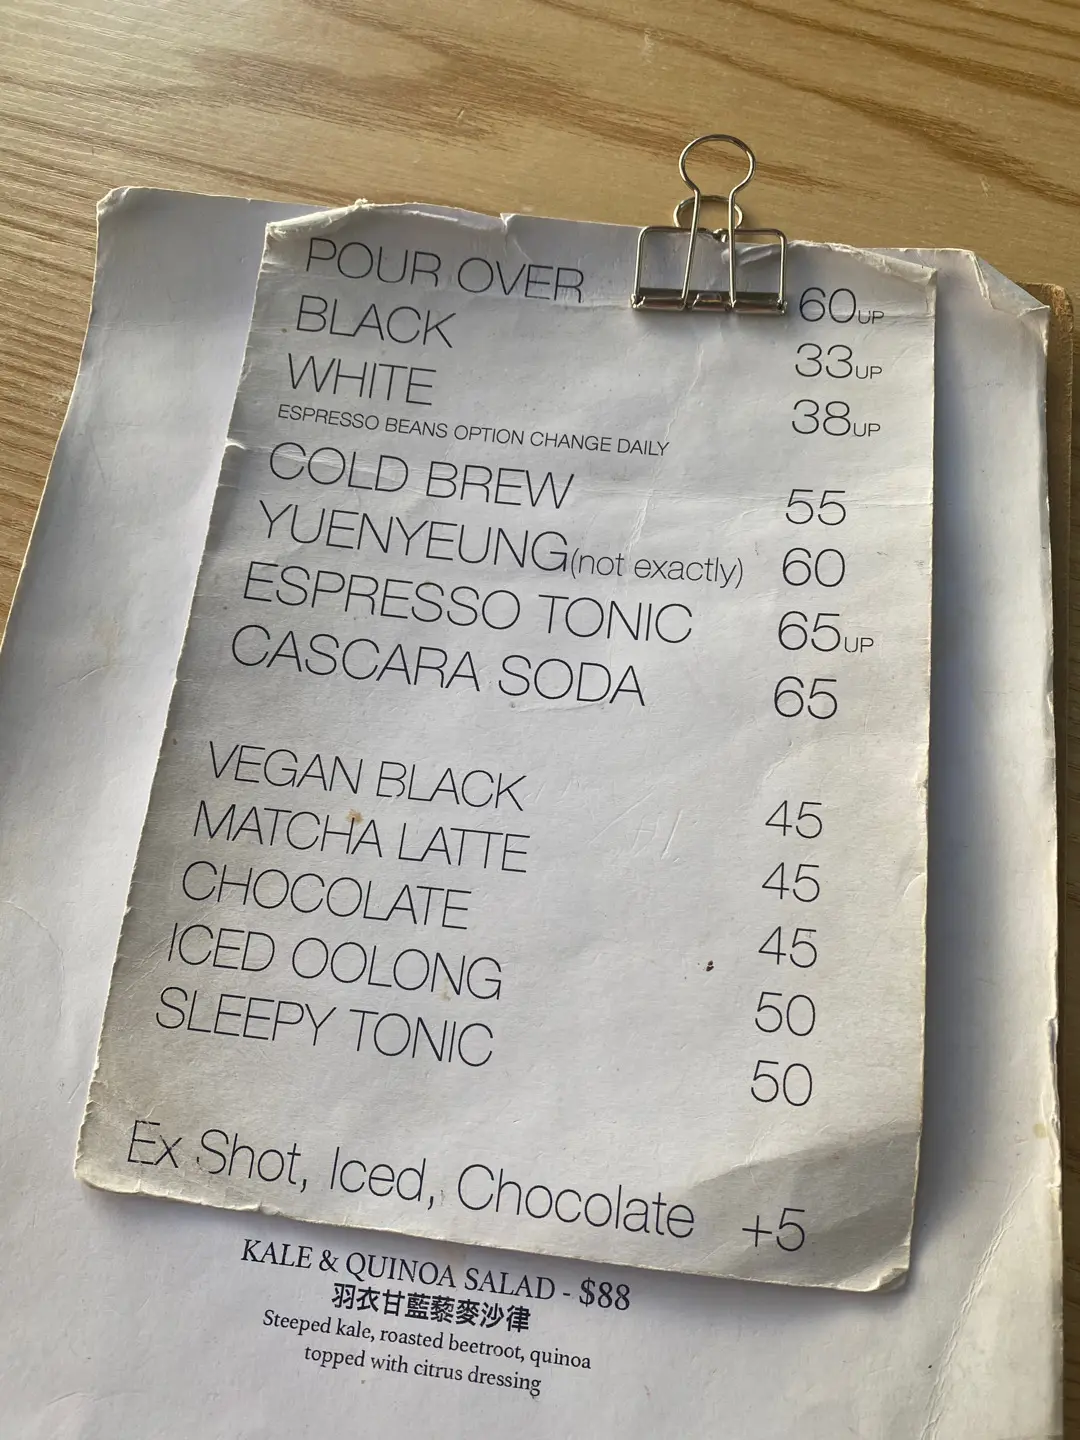 POUR OVER 60UP
BLACK 33UP
WHITE 38UP
ESPRESSO BEANS OPTION CHANGE DAILY
COLD BREW 55
YUENYEUNG(not exactly) 60
ESPRESSO TONIC 65UP
CASCARA SODA 65
VEGAN BLACK 45
MATCHA LATTE 45
CHOCOLATE 45
ICED OOLONG 50
SLEEPY TONIC 50
Ex Shot, Iced, Chocolate +5
KALE & QUINOA SALAD - $88
羽衣甘藍藜麥沙律
Steeped kale, roasted beetroot, quinoa
topped with citrus dressing